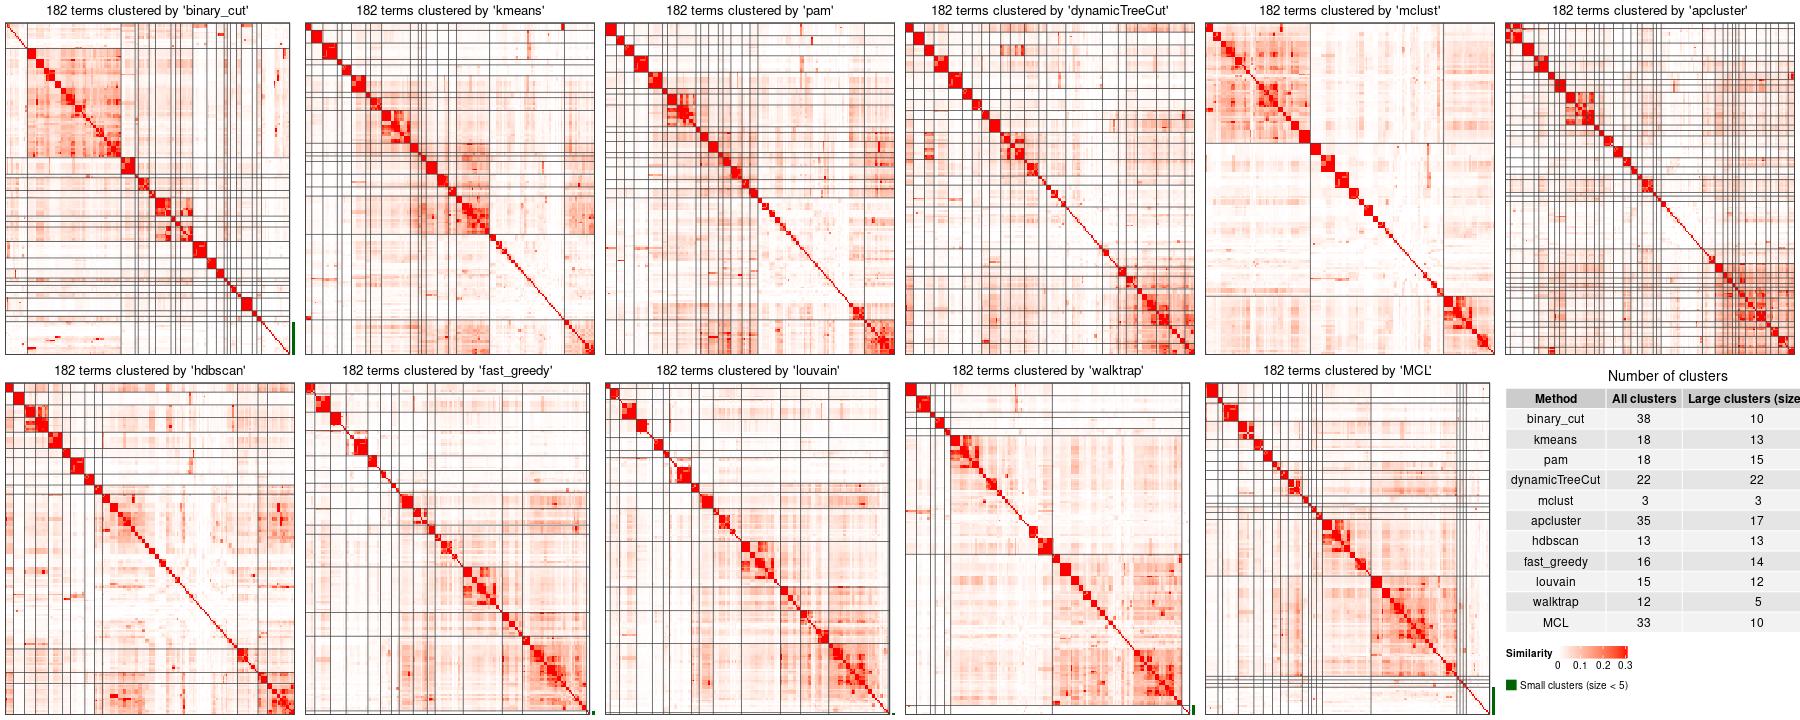 182 terms clustered by 'binary_cut'
182 terms clustered by 'kmeans'
182 terms clustered by 'pam'
182 terms clustered by 'dynamicTreeCut'
182 terms clustered by 'mclust'
182 terms clustered by 'apcluster'
182 terms clustered by 'hdbscan'
182 terms clustered by 'fast_greedy'
182 terms clustered by 'louvain'
182 terms clustered by 'walktrap'
182 terms clustered by 'MCL'
Number of clusters
Method All clusters Large clusters (size
binary_cut 38 10
kmeans 18 13
pam 18 15
dynamicTreeCut 22 22
mclust 3 3
apcluster 35 17
hdbscan 13 13
fast_greedy 16 14
louvain 15 12
walktrap 12 5
MCL 33 10
Similarity
0 0.1 0.2 0.3
Small clusters (size < 5)